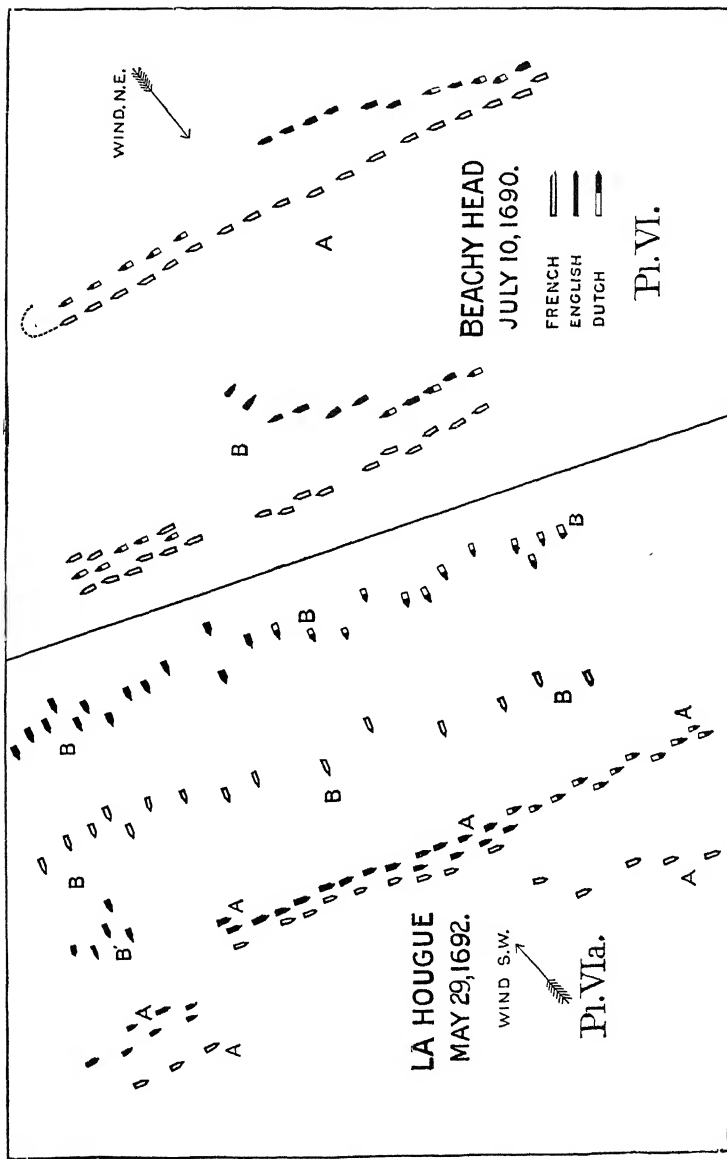 WIND. N.E.
A
BEACHY HEAD
JULY 10, 1690.
FRENCH
ENGLISH
DUTCH
Pl. VI.
B
B
B
B
B
B
B
B'
A
A
A
A
A
A
LA HOUGUE
MAY 29, 1692.
WIND S.W.
Pl. VIa.